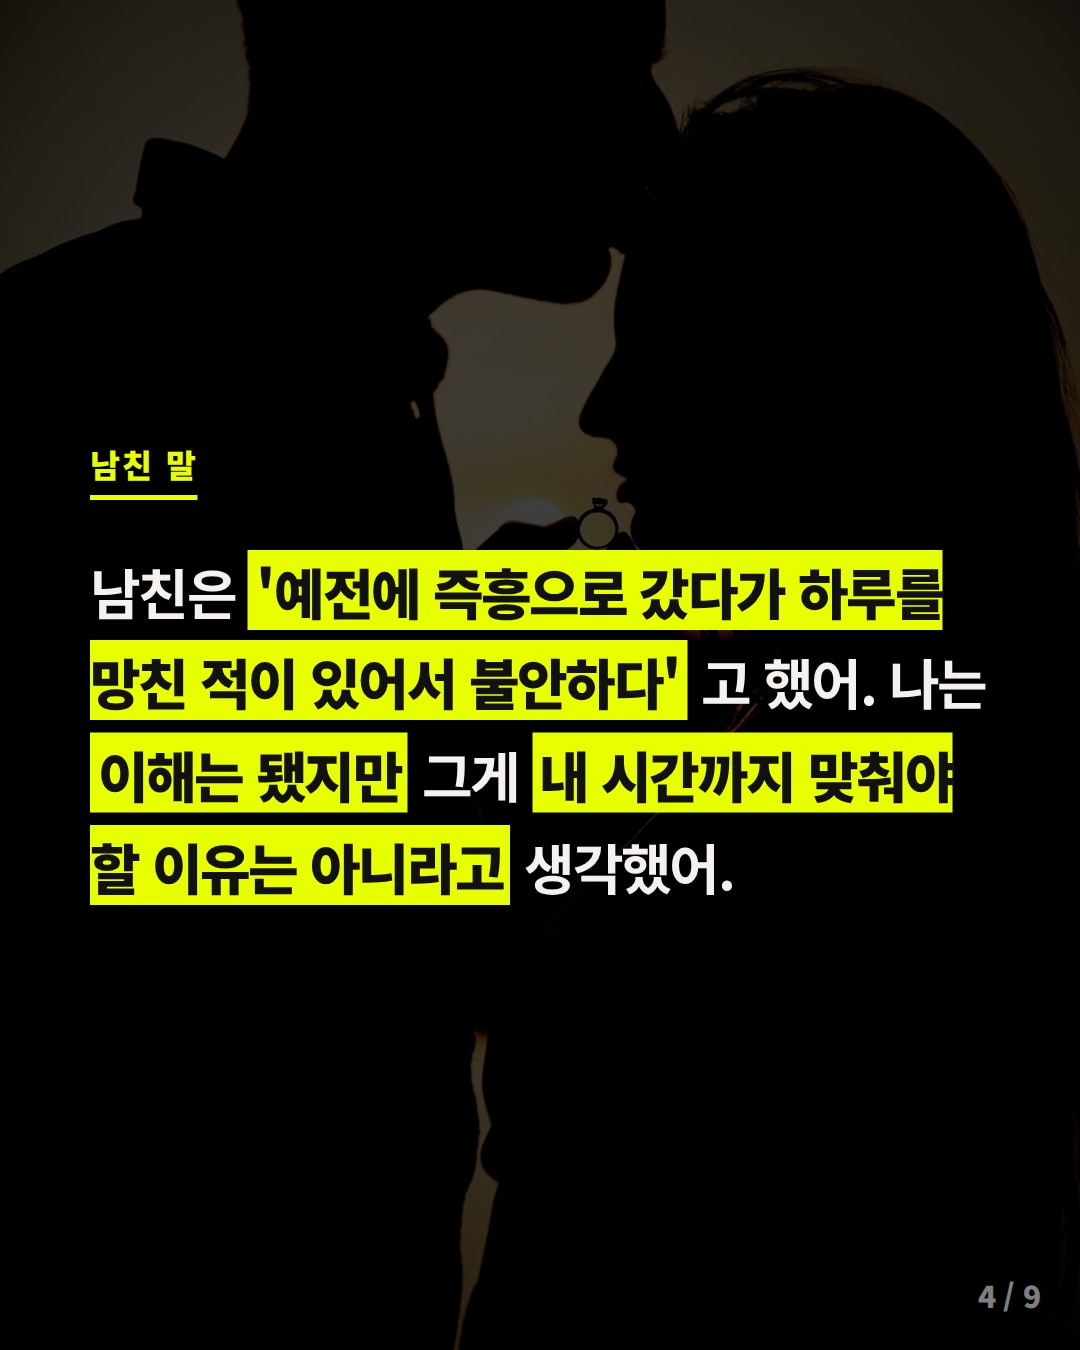 남친 말
남친은 '예전에 즉흥으로 갔다가 하루를
망친 적이 있어서 불안하다' 고 했어. 나는
이해는 됐지만 그게 내 시간까지 맞춰야
할 이유는 아니라고 생각했어.
4 / 9